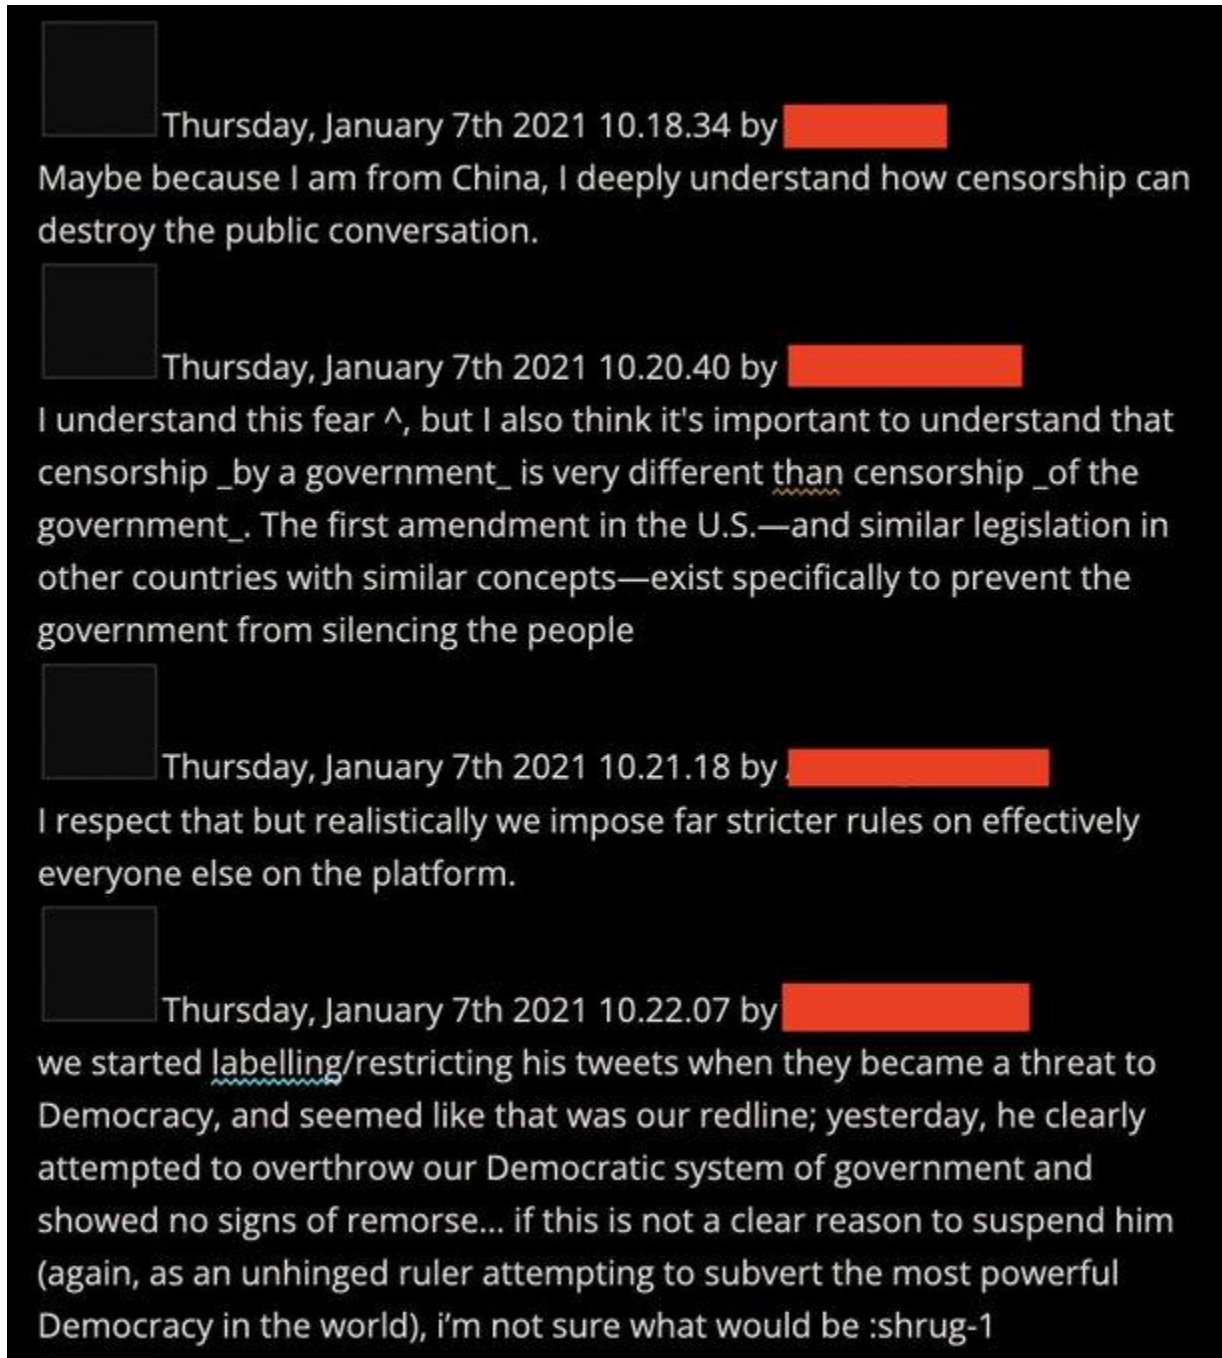 Thursday, January 7th 2021 10.18.34 by
Maybe because I am from China, I deeply understand how censorship can
destroy the public conversation.
Thursday, January 7th 2021 10.20.40 by
I understand this fear ^, but I also think it's important to understand that
censorship _by a government_ is very different than censorship _of the
government_. The first amendment in the U.S.—and similar legislation in
other countries with similar concepts—exist specifically to prevent the
government from silencing the people
Thursday, January 7th 2021 10.21.18 by
I respect that but realistically we impose far stricter rules on effectively
everyone else on the platform.
Thursday, January 7th 2021 10.22.07 by
we started labelling/restricting his tweets when they became a threat to
Democracy, and seemed like that was our redline; yesterday, he clearly
attempted to overthrow our Democratic system of government and
showed no signs of remorse... if this is not a clear reason to suspend him
(again, as an unhinged ruler attempting to subvert the most powerful
Democracy in the world), i’m not sure what would be :shrug-1